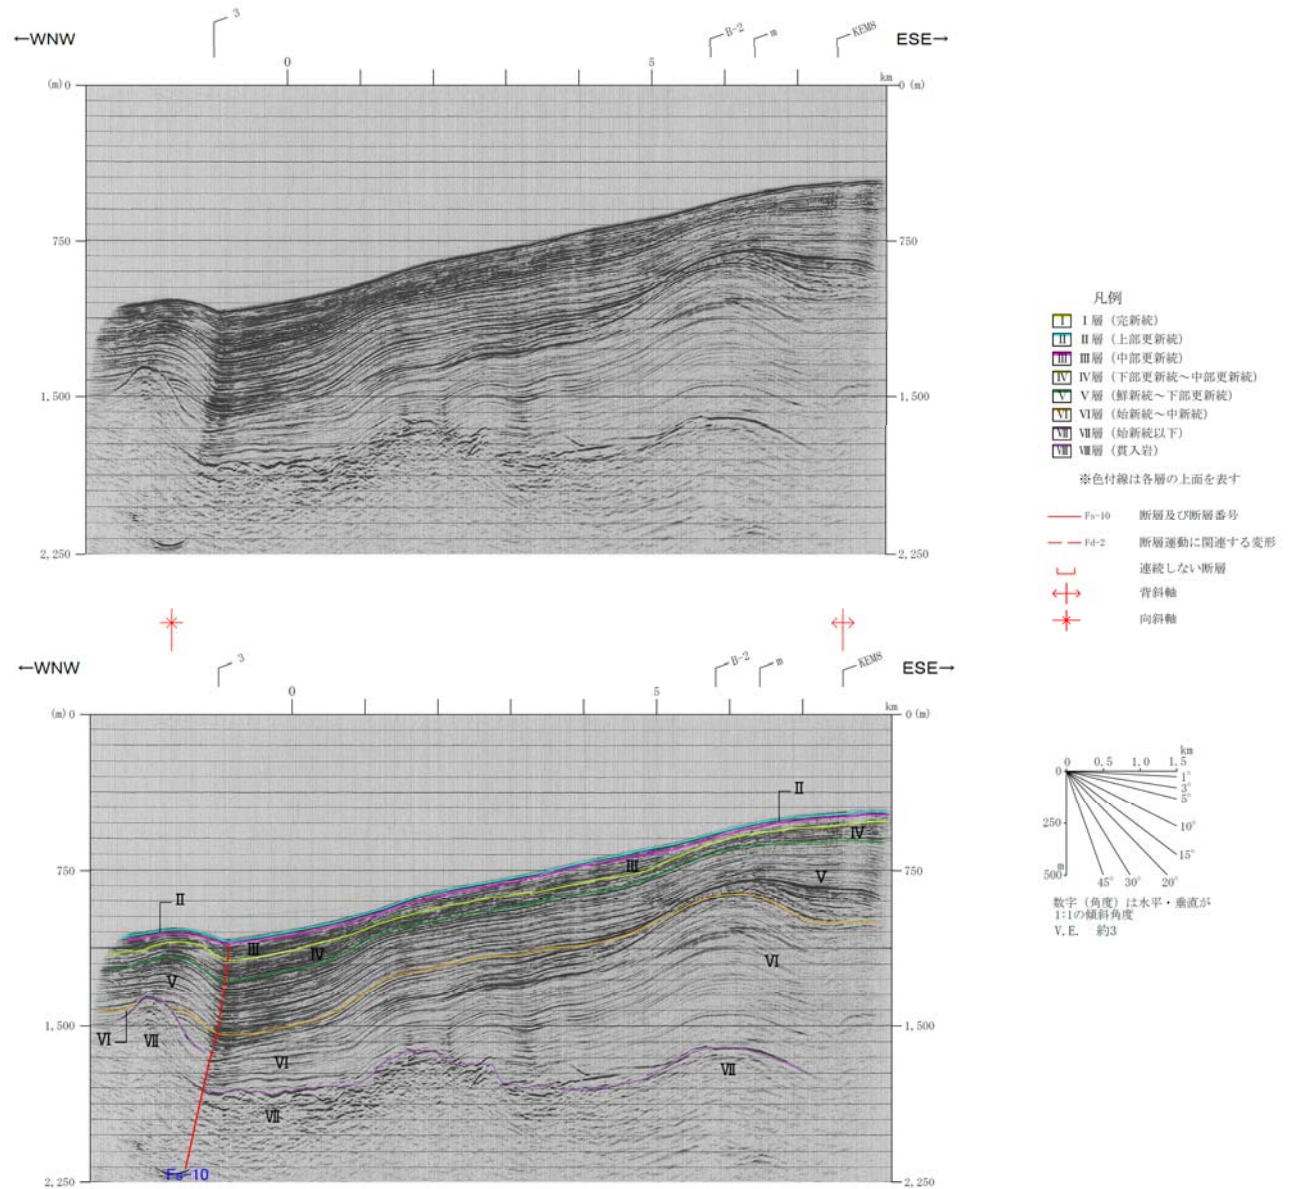 3
B-2
m
KEM8
←WNW
ESE→
0
5
km
(m) 0
0 (m)
750
750
1,500
1,500
2,250
2,250
凡例
I
I層(完新統)
II
II層(上部更新統)
III
III層(中部更新統)
IV
IV層(下部更新統～中部更新統)
V
V層(鮮新統～下部更新統)
VI
VI層(始新統～中新統)
VII
VII層(始新統以下)
VIII
VIII層(貫入岩)
※色付線は各層の上面を表す
Fs-10 断層及び断層番号
Fd-2 断層運動に関連する変形
連続しない断層
背斜軸
向斜軸
3
B-2
m
KEM8
←WNW
ESE→
0
5
km
(m) 0
0 (m)
II
IV
III
750
750
V
II
III
IV
V
VI
1,500
1,500
VI
VII
VI
VII
VII
Fs-10
2,250
2,250
km
0 0.5 1.0 1.5
0
1°
3°
5°
10°
250
15°
m
500
45° 30° 20°
数字(角度)は水平・垂直が
1:1の傾斜角度
V.E. 約3